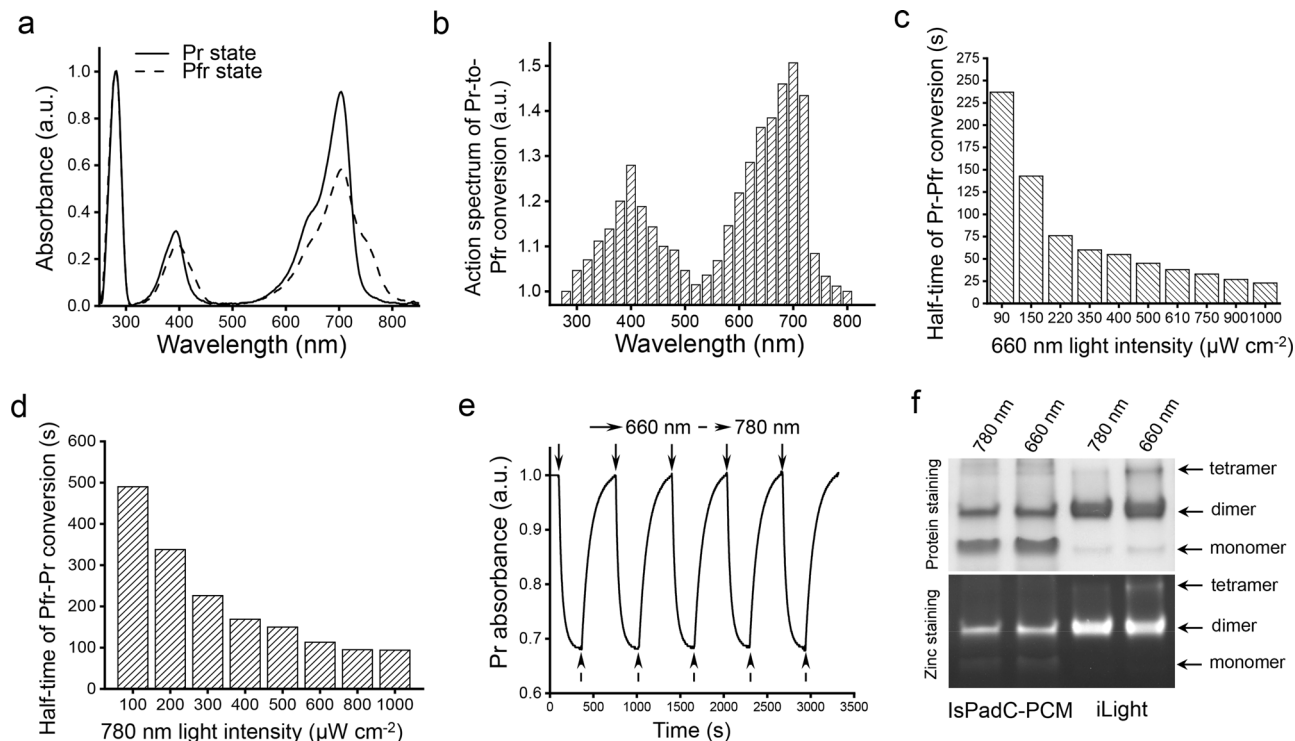 a
Pr state
Pfr state
Absorbance (a.u.)
1.0
0.8
0.6
0.4
0.2
0.0
300 400 500 600 700 800
Wavelength (nm)
b
Action spectrum of Pr-to-
Pfr conversion (a.u.)
1.5
1.4
1.3
1.2
1.1
1.0
300 400 500 600 700 800
Wavelength (nm)
c
Half-time of Pr-Pfr conversion (s)
275
250
225
200
175
150
125
100
75
50
25
0
90 150 220 350 400 500 610 750 900 1000
660 nm light intensity (µW cm-2)
d
Half-time of Pfr-Pr conversion (s)
600
500
400
300
200
100
0
100 200 300 400 500 600 800 1000
780 nm light intensity (µW cm-2)
e
660 nm 780 nm
Pr absorbance (a.u.)
1.0
0.9
0.8
0.7
0.6
0 500 1000 1500 2000 2500 3000 3500
Time (s)
f
780 nm 660 nm 780 nm 660 nm
Protein staining
tetramer
dimer
monomer
Zinc staining
tetramer
dimer
monomer
IsPadC-PCM iLight